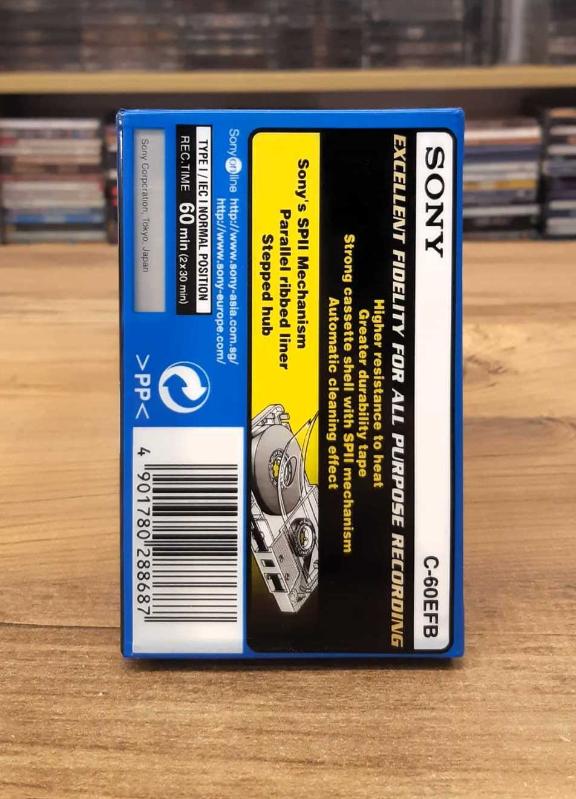 SONY
C-60EFB
EXCELLENT FIDELITY FOR ALL PURPOSE RECORDING
Higher resistance to heat
Greater durability tape
Strong cassette shell with SPII mechanism
Automatic cleaning effect
Sony's SPII Mechanism
Parallel ribbed liner
Stepped hub
Sony online http://www.sony-asia.com.sg/
http://www.sony-europe.com/
TYPE I / IEC I NORMAL POSITION
REC.TIME 60 min (2 x 30 min)
Sony Corporation, Tokyo, Japan
>PP<
4 901780 288687